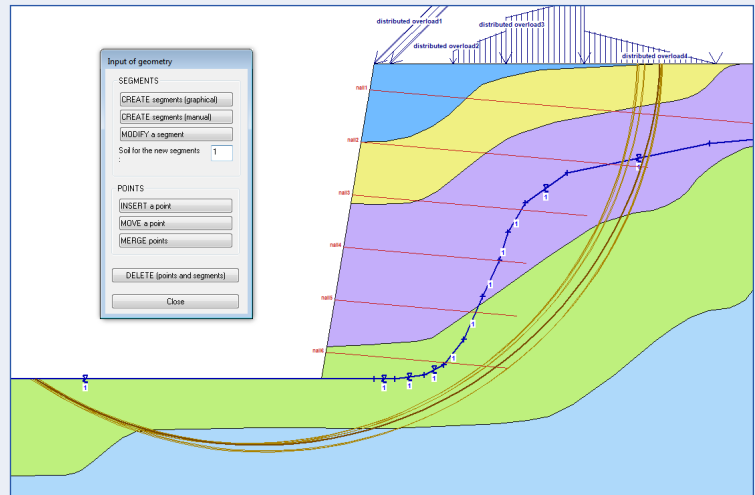 distributed overload1
distributed overload3
distributed overload2
distributed overload4
Input of geometry
SEGMENTS
CREATE segments (graphical)
CREATE segments (manual)
MODIFY a segment
Soil for the new segments
:
1
POINTS
INSERT a point
MOVE a point
MERGE points
DELETE (points and segments)
Close
nail1
nail2
nail3
nail4
nail5
nail6
1
1
1
1
1
1
1
1
1
1
1
1